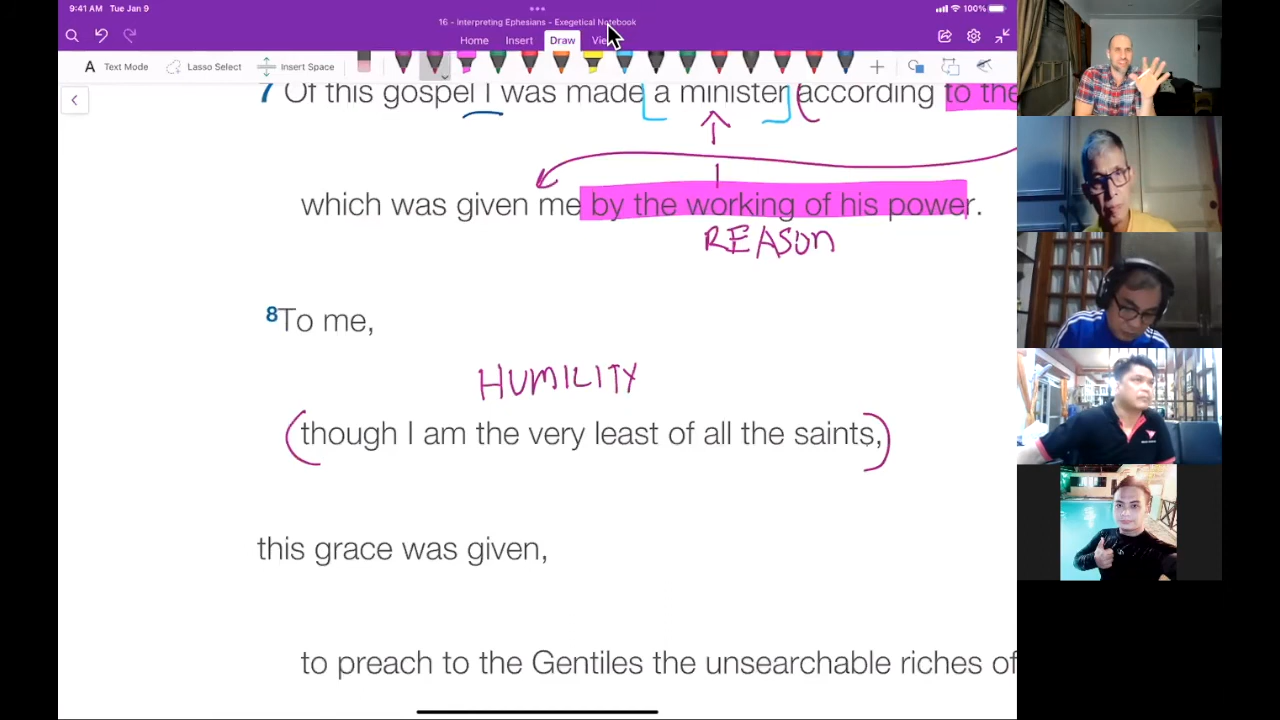 9:41 AM Tue Jan 9
100%
16 - Interpreting Ephesians - Exegetical Notebook
Home Insert Draw
A Text Mode Lasso Select Insert Space
7 Of this gospel I was made a minister according to the
which was given me by the working of his power.
REASON
8 To me,
HUMILITY
(though I am the very least of all the saints,)
this grace was given,
to preach to the Gentiles the unsearchable riches of